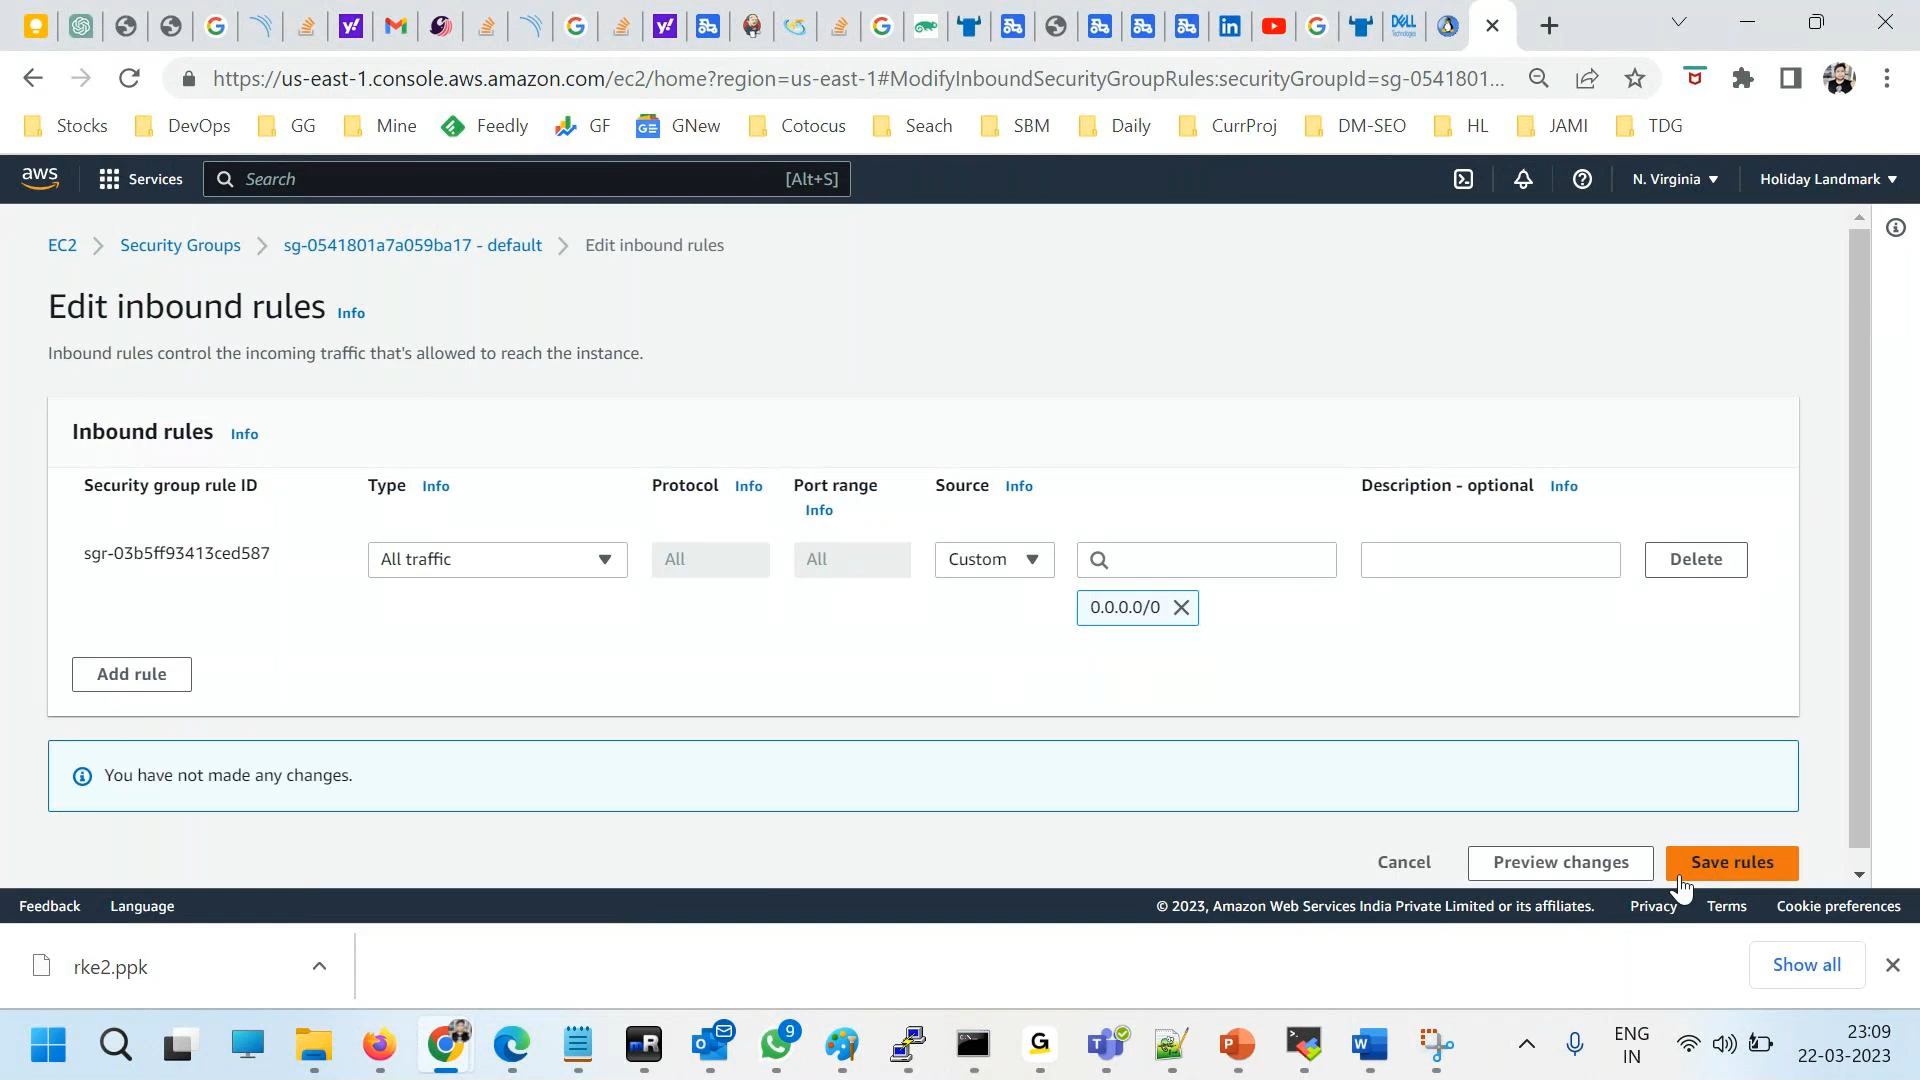 https://us-east-1.console.aws.amazon.com/ec2/home?region=us-east-1#ModifyInboundSecurityGroupRules:securityGroupId=sg-0541801...
Stocks DevOps GG Mine Feedly GF GNew Cotocus Seach SBM Daily CurrProj DM-SEO HL JAMI TDG
aws Services Search [Alt+S] N. Virginia Holiday Landmark
EC2 Security Groups sg-0541801a7a059ba17 - default Edit inbound rules
Edit inbound rules Info
Inbound rules control the incoming traffic that's allowed to reach the instance.
Inbound rules Info
Security group rule ID Type Info Protocol Info Port range Source Info Description - optional Info
Info
sgr-03b5ff93413ced587 All traffic All All Custom Delete
0.0.0.0/0
Add rule
You have not made any changes.
Cancel Preview changes Save rules
Feedback Language © 2023, Amazon Web Services India Private Limited or its affiliates. Privacy Terms Cookie preferences
rke2.ppk Show all
9
ENG 23:09
IN 22-03-2023